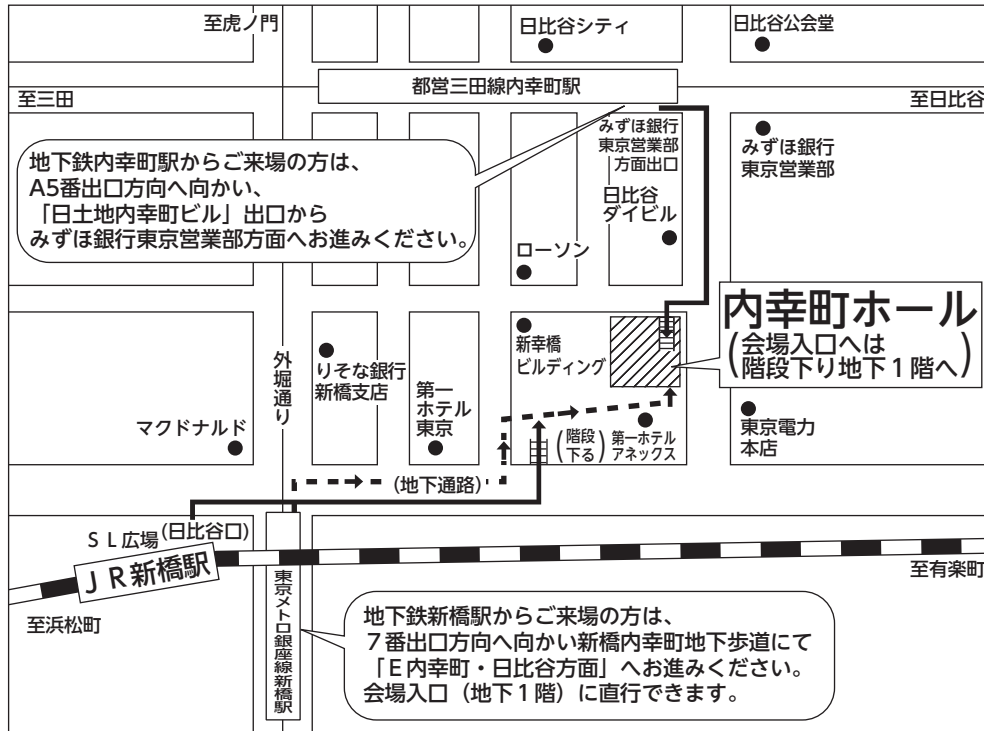 至虎ノ門
日比谷シティ
日比谷公会堂
都営三田線内幸町駅
至三田
至日比谷
みずほ銀行
東京営業部
方面出口
みずほ銀行
東京営業部
地下鉄内幸町駅からご来場の方は、
A5番出口方向へ向かい、
「日土地内幸町ビル」出口から
みずほ銀行東京営業部方面へお進みください。
日比谷
ダイビル
ローソン
内幸町ホール
(会場入口へは
階段下り地下1階へ)
新幸橋
ビルディング
外堀通り
りそな銀行
新橋支店
第一
ホテル
東京
マクドナルド
(階段
下る)
第一ホテル
アネックス
東京電力
本店
(地下通路)
(日比谷口)
SL広場
JR新橋駅
至有楽町
至浜松町
東京メトロ銀座線新橋駅
地下鉄新橋駅からご来場の方は、
7番出口方向へ向かい新橋内幸町地下歩道にて
「E内幸町・日比谷方面」へお進みください。
会場入口(地下1階)に直行できます。